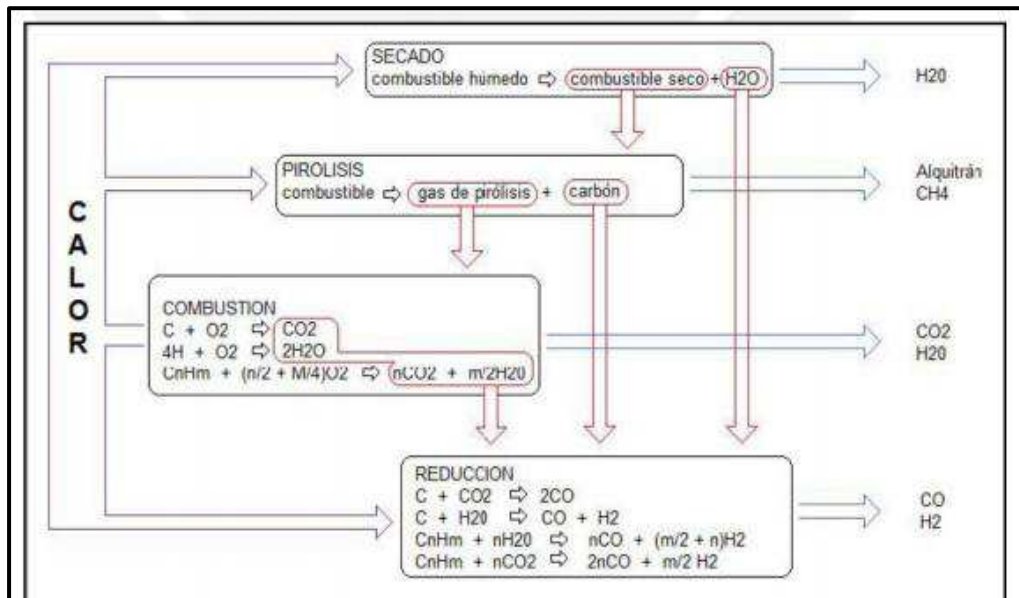 SECADO
combustible húmedo ⇨ combustible seco + H2O
H20
PIROLISIS
combustible ⇨ gas de pirólisis + carbón
Alquitrán
CH4
CALOR
COMBUSTION
C + O2 ⇨ CO2
4H + O2 ⇨ 2H2O
CnHm + (n/2 + M/4)O2 ⇨ nCO2 + m/2H20
CO2
H20
REDUCCION
C + CO2 ⇨ 2CO
C + H20 ⇨ CO + H2
CnHm + nH20 ⇨ nCO + (m/2 + n)H2
CnHm + nCO2 ⇨ 2nCO + m/2 H2
CO
H2